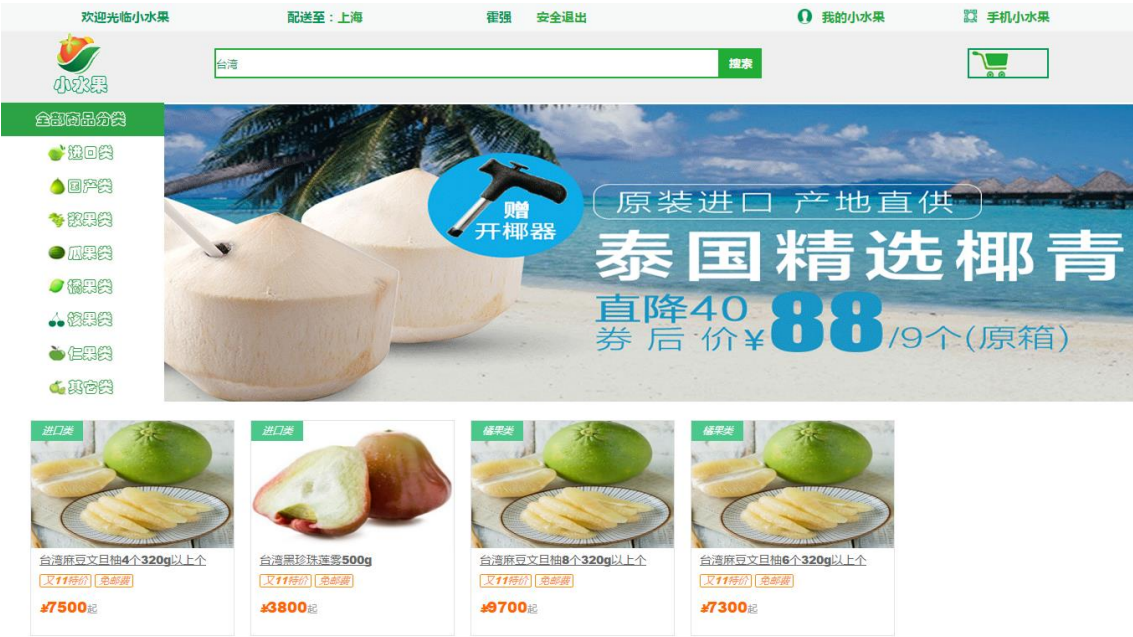 欢迎光临小水果 配送至：上海 霍强 安全退出 我的小水果 手机小水果
小水果
台湾 搜索
全部商品分类
进口类
国产类
浆果类
瓜果类
橘果类
核果类
仁果类
其它类
赠
开椰器
原装进口 产地直供
泰国精选椰青
直降40
券后价¥88/9个(原箱)
进口类 进口类 橘果类 橘果类
台湾麻豆文旦柚4个320g以上个 台湾黑珍珠莲雾500g 台湾麻豆文旦柚8个320g以上个 台湾麻豆文旦柚6个320g以上个
又11特价 免邮费 又11特价 免邮费 又11特价 免邮费 又11特价 免邮费
¥7500起 ¥3800起 ¥9700起 ¥7300起